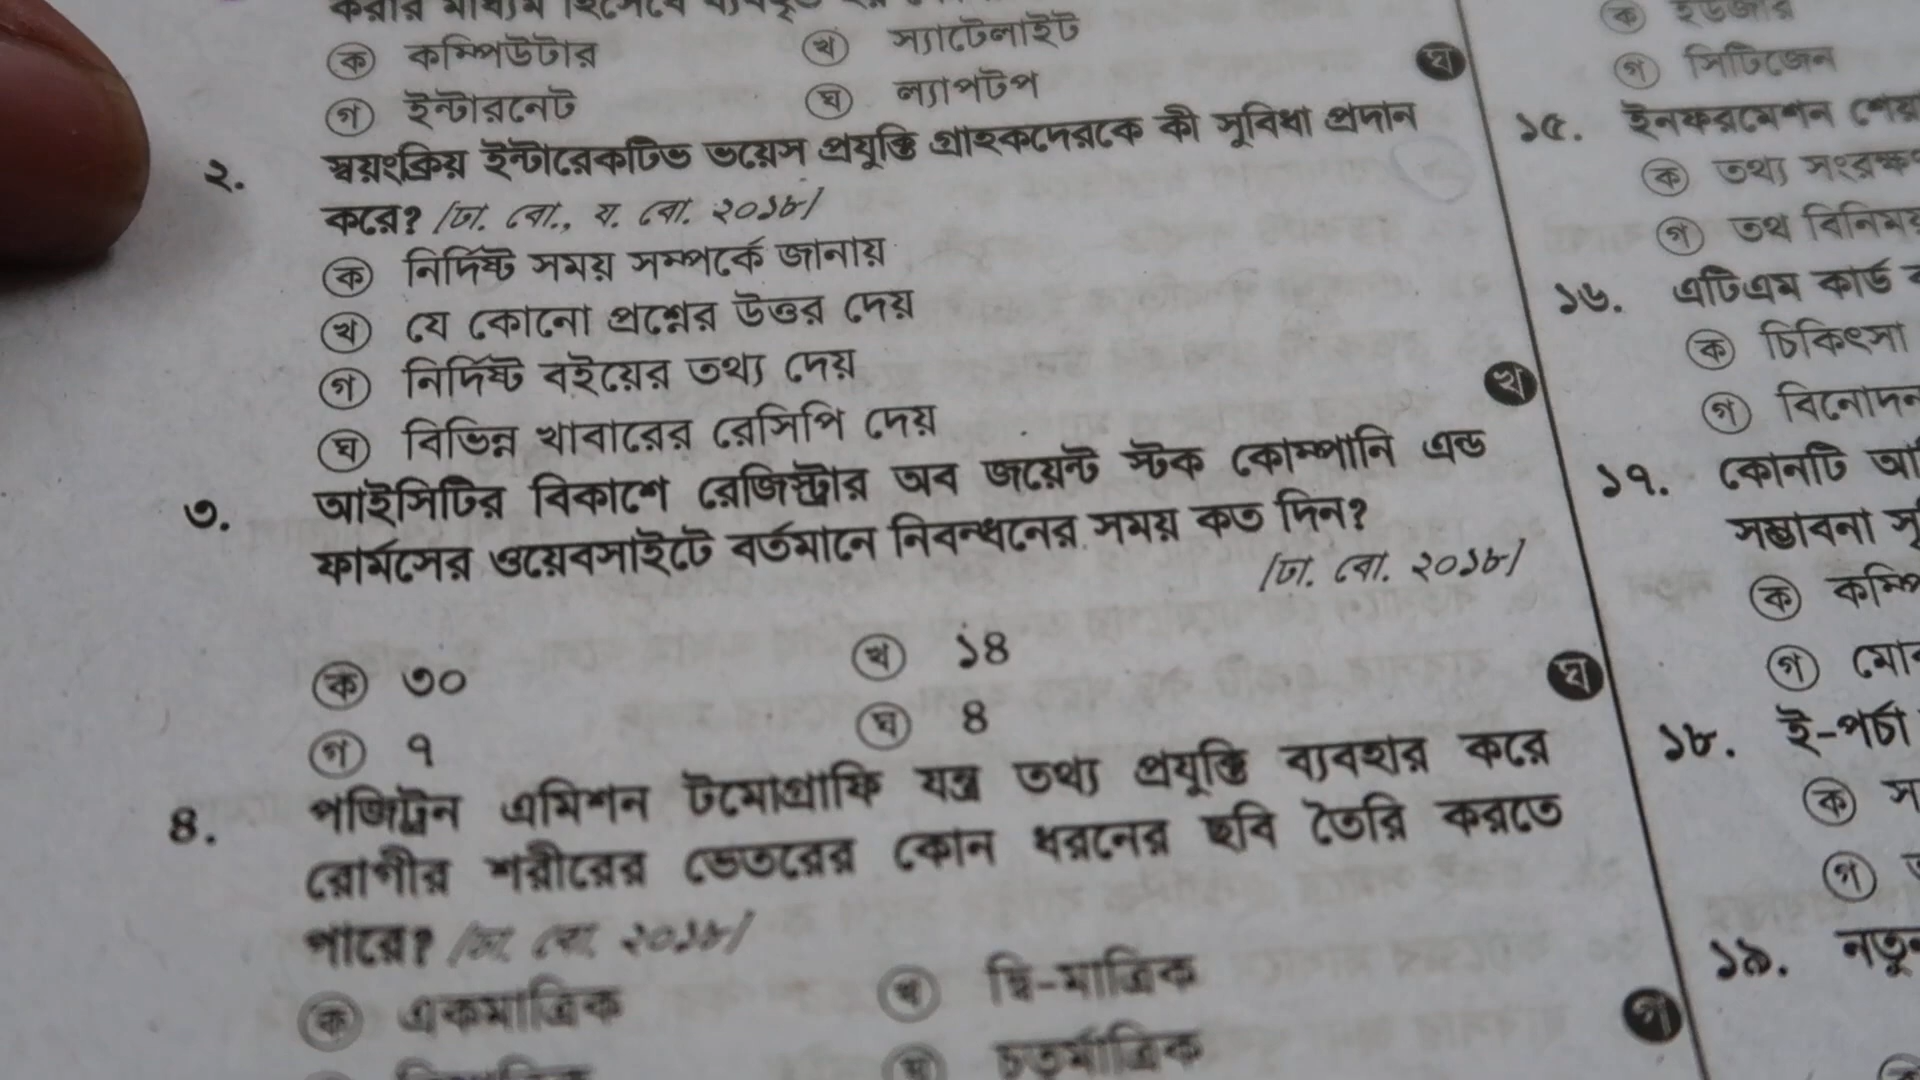 ক কম্পিউটার
খ স্যাটেলাইট
গ ইন্টারনেট
ঘ ল্যাপটপ
ঘ
২. স্বয়ংক্রিয় ইন্টারেকটিভ ভয়েস প্রযুক্তি গ্রাহকদেরকে কী সুবিধা প্রদান
করে? [ঢা. বো., য. বো. ২০১৮]
ক নির্দিষ্ট সময় সম্পর্কে জানায়
খ যে কোনো প্রশ্নের উত্তর দেয়
গ নির্দিষ্ট বইয়ের তথ্য দেয়
ঘ বিভিন্ন খাবারের রেসিপি দেয়
খ
৩. আইসিটির বিকাশে রেজিস্ট্রার অব জয়েন্ট স্টক কোম্পানি এন্ড
ফার্মসের ওয়েবসাইটে বর্তমানে নিবন্ধনের সময় কত দিন?
[ঢা. বো. ২০১৮]
ক ৩০
খ ১৪
গ ৭
ঘ ৪
ঘ
৪. পজিট্রন এমিশন টমোগ্রাফি যন্ত্র তথ্য প্রযুক্তি ব্যবহার করে
রোগীর শরীরের ভেতরের কোন ধরনের ছবি তৈরি করতে
পারে? [ঢা. বো. ২০১৮]
ক একমাত্রিক
খ দ্বি-মাত্রিক
ঘ চতুর্মাত্রিক
গ
ক ইউজার
গ সিটিজেন
১৫. ইনফরমেশন
ক তথ্য
গ তথ
১৬. এটিএম কার্ড
ক চিকিৎসা
গ
১৭. কোনটি
সম্ভাবনা
ক
গ
১৮. ই-পর্চা
ক
গ
১৯.